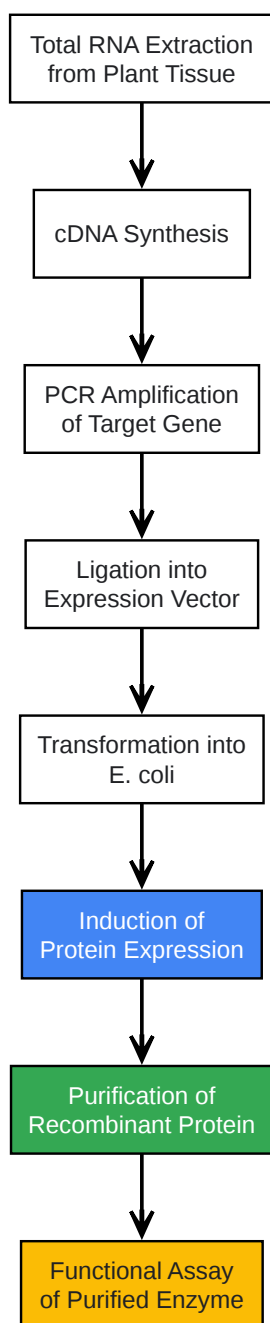 Total RNA Extraction
from Plant Tissue
cDNA Synthesis
PCR Amplification
of Target Gene
Ligation into
Expression Vector
Transformation into
E. coli
Induction of
Protein Expression
Purification of
Recombinant Protein
Functional Assay
of Purified Enzyme